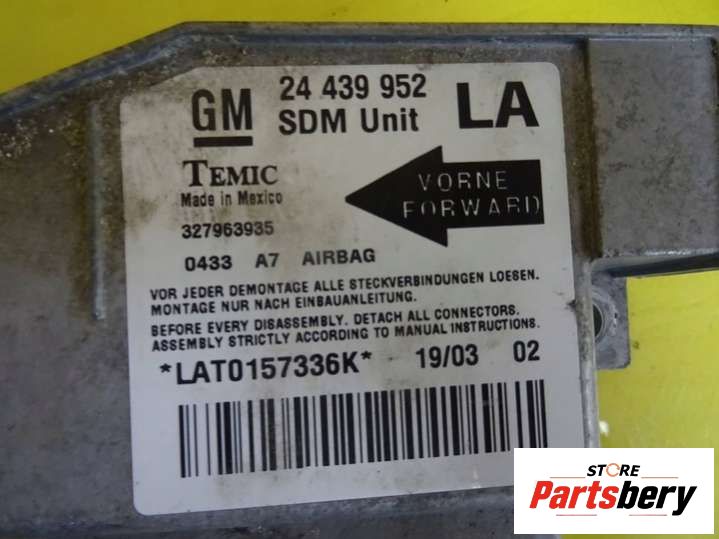 GM 24 439 952 LA
SDM Unit
TEMIC
Made in Mexico
VORNE
FORWARD
327963935
0433 A7 AIRBAG
VOR JEDER DEMONTAGE ALLE STECKVERBINDUNGEN LOESEN.
MONTAGE NUR NACH EINBAUANLEITUNG.
BEFORE EVERY DISASSEMBLY. DETACH ALL CONNECTORS.
ASSEMBLY STRICTLY ACCORDING TO MANUAL INSTRUCTIONS.
*LAT0157336K* 19/03 02
STORE
Partsbery